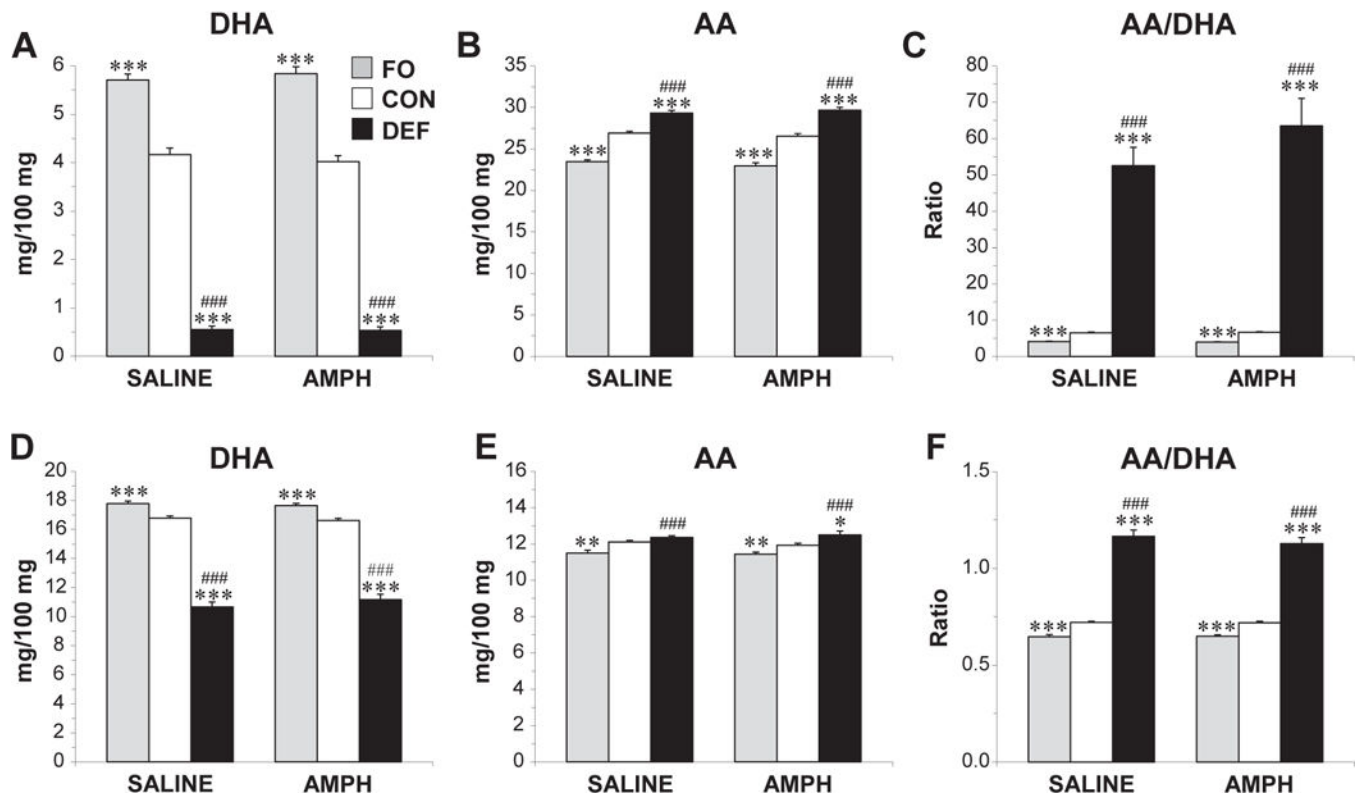 A
DHA
6
5
4
3
2
1
0
mg/100 mg
***
***
###
***
###
***
FO
CON
DEF
SALINE
AMPH
B
AA
35
30
25
20
15
10
5
0
mg/100 mg
***
###
***
***
###
***
SALINE
AMPH
C
AA/DHA
80
70
60
50
40
30
20
10
0
Ratio
***
###
***
***
###
***
SALINE
AMPH
D
DHA
20
18
16
14
12
10
8
6
4
2
0
mg/100 mg
***
###
***
***
###
***
SALINE
AMPH
E
AA
16
14
12
10
8
6
4
2
0
mg/100 mg
**
###
**
###
*
SALINE
AMPH
F
AA/DHA
1.5
1.0
0.5
0.0
Ratio
***
###
***
***
###
***
SALINE
AMPH